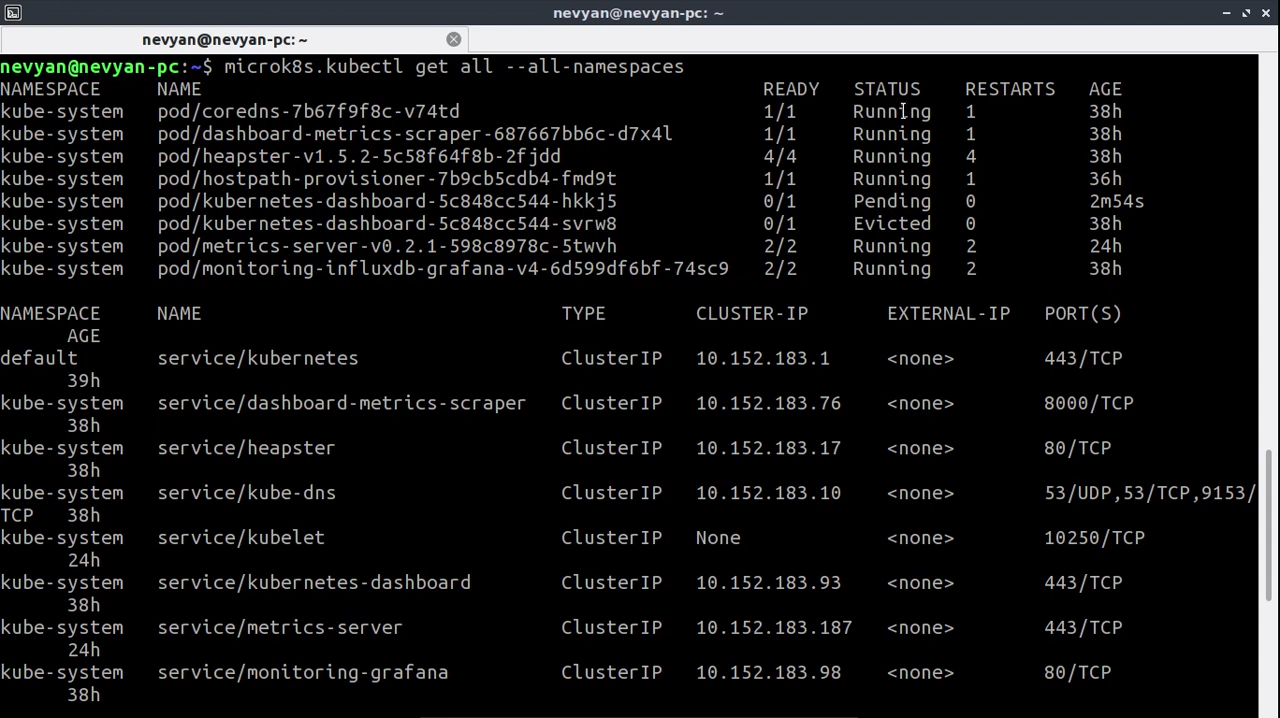 nevyan@nevyan-pc: ~
nevyan@nevyan-pc: ~
nevyan@nevyan-pc:~$ microk8s.kubectl get all --all-namespaces
NAMESPACE NAME READY STATUS RESTARTS AGE
kube-system pod/coredns-7b67f9f8c-v74td 1/1 Running 1 38h
kube-system pod/dashboard-metrics-scraper-687667bb6c-d7x4l 1/1 Running 1 38h
kube-system pod/heapster-v1.5.2-5c58f64f8b-2fjdd 4/4 Running 4 38h
kube-system pod/hostpath-provisioner-7b9cb5cdb4-fmd9t 1/1 Running 1 36h
kube-system pod/kubernetes-dashboard-5c848cc544-hkkj5 0/1 Pending 0 2m54s
kube-system pod/kubernetes-dashboard-5c848cc544-svrw8 0/1 Evicted 0 38h
kube-system pod/metrics-server-v0.2.1-598c8978c-5twvh 2/2 Running 2 24h
kube-system pod/monitoring-influxdb-grafana-v4-6d599df6bf-74sc9 2/2 Running 2 38h
NAMESPACE NAME TYPE CLUSTER-IP EXTERNAL-IP PORT(S)
AGE
default service/kubernetes ClusterIP 10.152.183.1 <none> 443/TCP
39h
kube-system service/dashboard-metrics-scraper ClusterIP 10.152.183.76 <none> 8000/TCP
38h
kube-system service/heapster ClusterIP 10.152.183.17 <none> 80/TCP
38h
kube-system service/kube-dns ClusterIP 10.152.183.10 <none> 53/UDP,53/TCP,9153/
TCP 38h
kube-system service/kubelet ClusterIP None <none> 10250/TCP
24h
kube-system service/kubernetes-dashboard ClusterIP 10.152.183.93 <none> 443/TCP
38h
kube-system service/metrics-server ClusterIP 10.152.183.187 <none> 443/TCP
24h
kube-system service/monitoring-grafana ClusterIP 10.152.183.98 <none> 80/TCP
38h